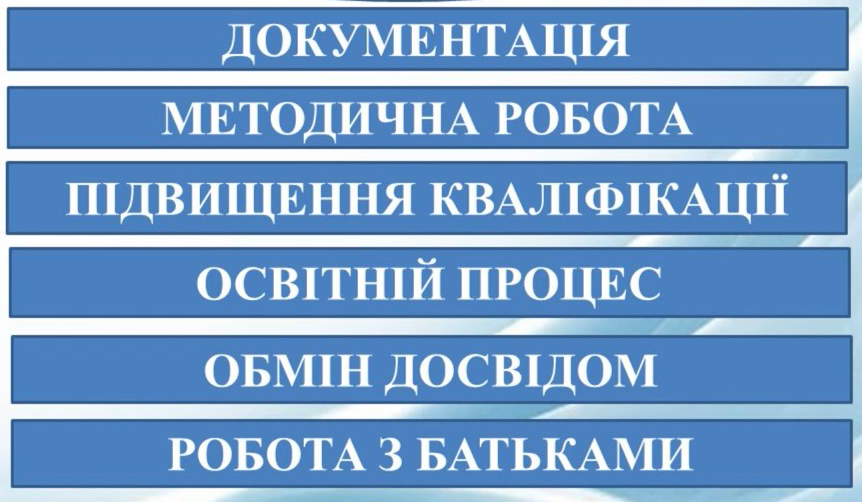 ДОКУМЕНТАЦІЯ
МЕТОДИЧНА РОБОТА
ПІДВИЩЕННЯ КВАЛІФІКАЦІЇ
ОСВІТНІЙ ПРОЦЕС
ОБМІН ДОСВІДОМ
РОБОТА З БАТЬКАМИ